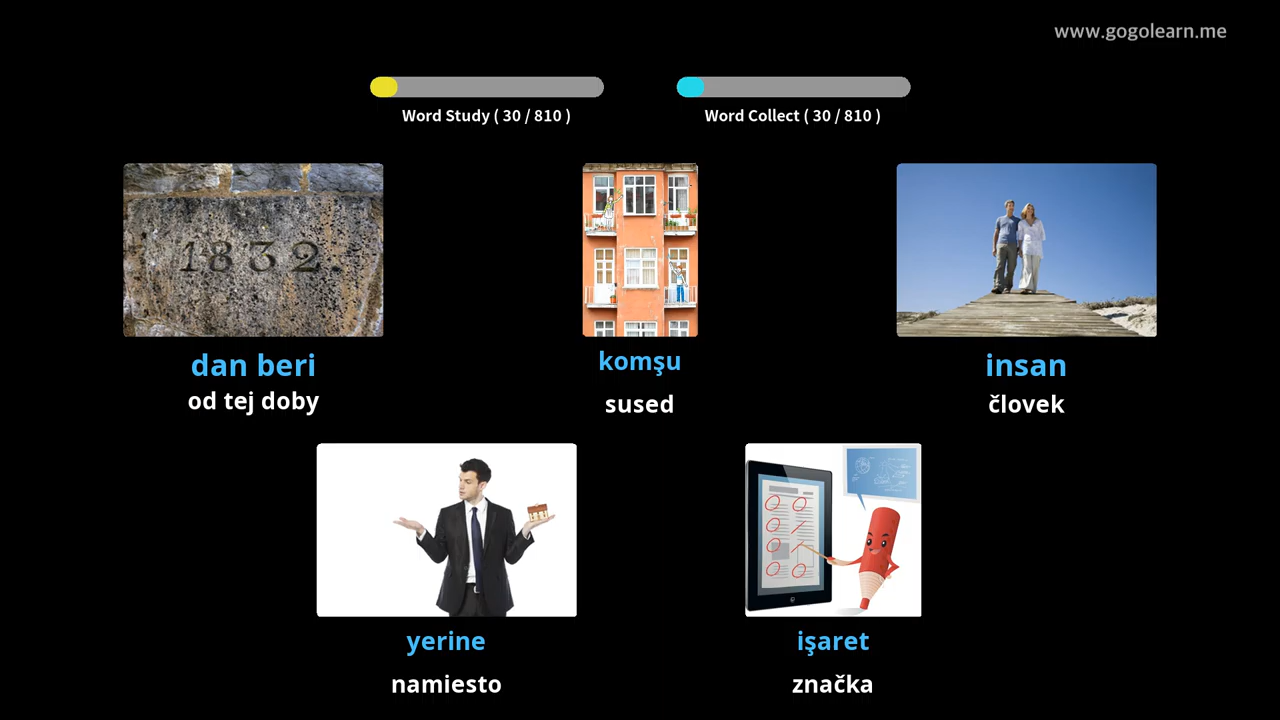 www.gogolearn.me
Word Study ( 30 / 810 )
Word Collect ( 30 / 810 )
1832.
dan beri
od tej doby
komşu
sused
insan
človek
yerine
namiesto
işaret
značka